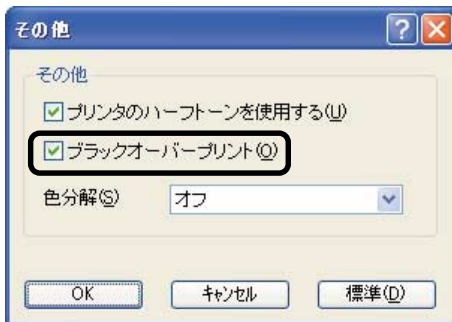 その他
その他
プリンタのハーフトーンを使用する(U)
ブラックオーバープリント(O)
色分解(S) オフ
OK キャンセル 標準(D)